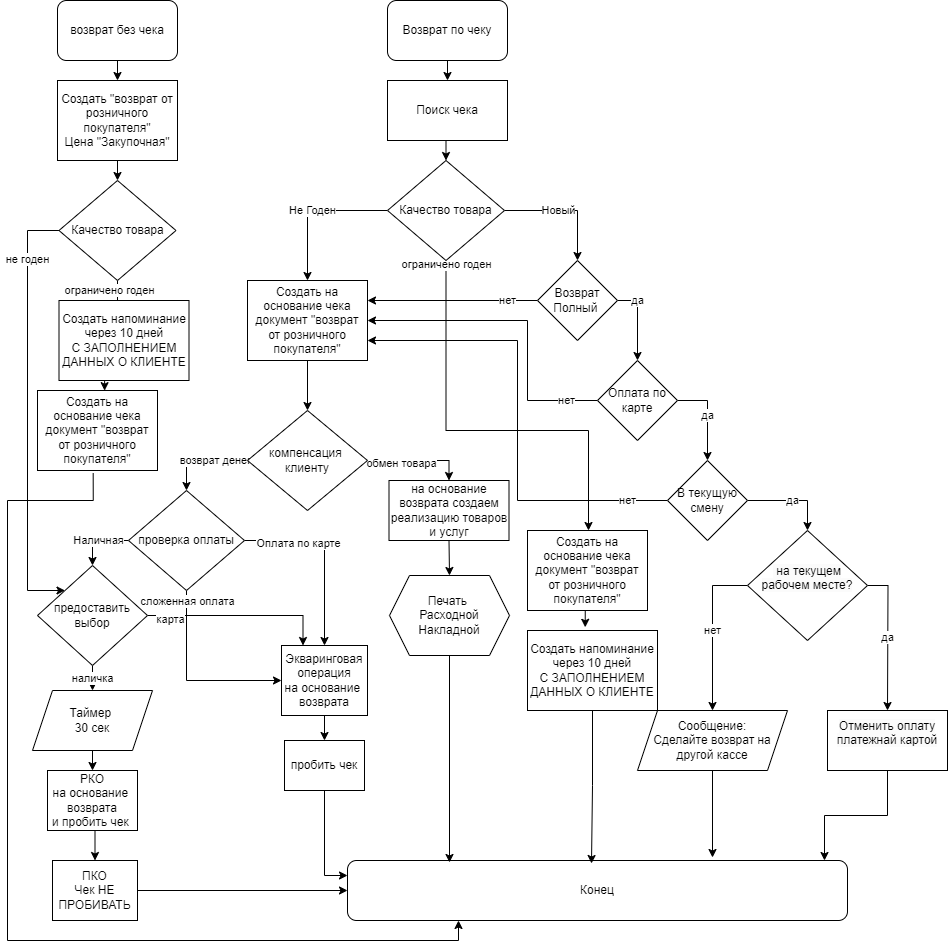 возврат без чека
Возврат по чеку
Создать "возврат от
розничного
покупателя"
Цена "Закупочная"
Поиск чека
Качество товара
не годен
ограничено годен
Качество товара
Не Годен
Новый
ограничено годен
Возврат
Полный
нет
да
Создать на
основание чека
документ "возврат
от розничного
покупателя"
Создать напоминание
через 10 дней
С ЗАПОЛНЕНИЕМ
ДАННЫХ О КЛИЕНТЕ
Оплата по
карте
нет
да
Создать на
основание чека
документ "возврат
от розничного
покупателя"
компенсация
клиенту
возврат денег
обмен товара
В текущую
смену
нет
да
на основание
возврата создаем
реализацию товаров
и услуг
проверка оплаты
Наличная
Оплата по карте
сложенная оплата
Создать на
основание чека
документ "возврат
от розничного
покупателя"
на текущем
рабочем месте?
нет
да
предоставить
выбор
карта
наличка
Печать
Расходной
Накладной
Экваринговая
операция
на основание
возврата
Создать напоминание
через 10 дней
С ЗАПОЛНЕНИЕМ
ДАННЫХ О КЛИЕНТЕ
Таймер
30 сек
Сообщение:
Сделайте возврат на
другой кассе
Отменить оплату
платежнай картой
пробить чек
РКО
на основание
возврата
и пробить чек
ПКО
Чек НЕ
ПРОБИВАТЬ
Конец